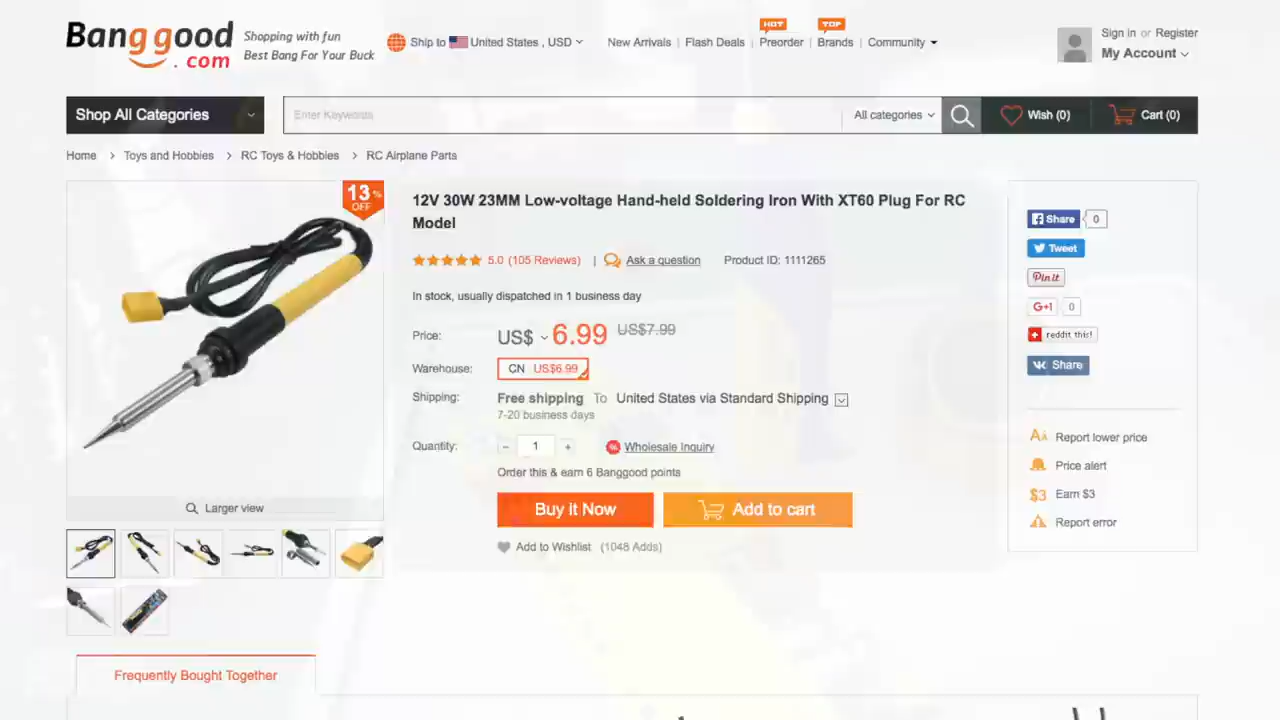 Banggood.com
Shopping with fun
Best Bang For Your Buck
Ship to United States , USD
New Arrivals | Flash Deals | Preorder | Brands | Community
HOT
TOP
Sign in or Register
My Account
Shop All Categories
Enter Keywords
All categories
Wish (0)
Cart (0)
Home > Toys and Hobbies > RC Toys & Hobbies > RC Airplane Parts
13%
OFF
12V 30W 23MM Low-voltage Hand-held Soldering Iron With XT60 Plug For RC
Model
5.0 (105 Reviews) | Ask a question Product ID: 1111265
In stock, usually dispatched in 1 business day
Price: US$ 6.99 US$7.99
Warehouse: CN US$6.99
Shipping: Free shipping To United States via Standard Shipping
7-20 business days
Quantity: - 1 + % Wholesale Inquiry
Order this & earn 6 Banggood points
Buy it Now
Add to cart
Add to Wishlist (1048 Adds)
Larger view
Share 0
Tweet
Pin it
G+1 0
reddit this!
Share
Report lower price
Price alert
$3 Earn $3
Report error
Frequently Bought Together